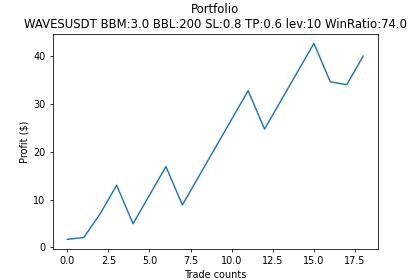 Portfolio
WAVESUSDT BBM:3.0 BBL:200 SL:0.8 TP:0.6 lev:10 WinRatio:74.0
40
30
20
10
0
Profit ($)
0.0 2.5 5.0 7.5 10.0 12.5 15.0 17.5
Trade counts